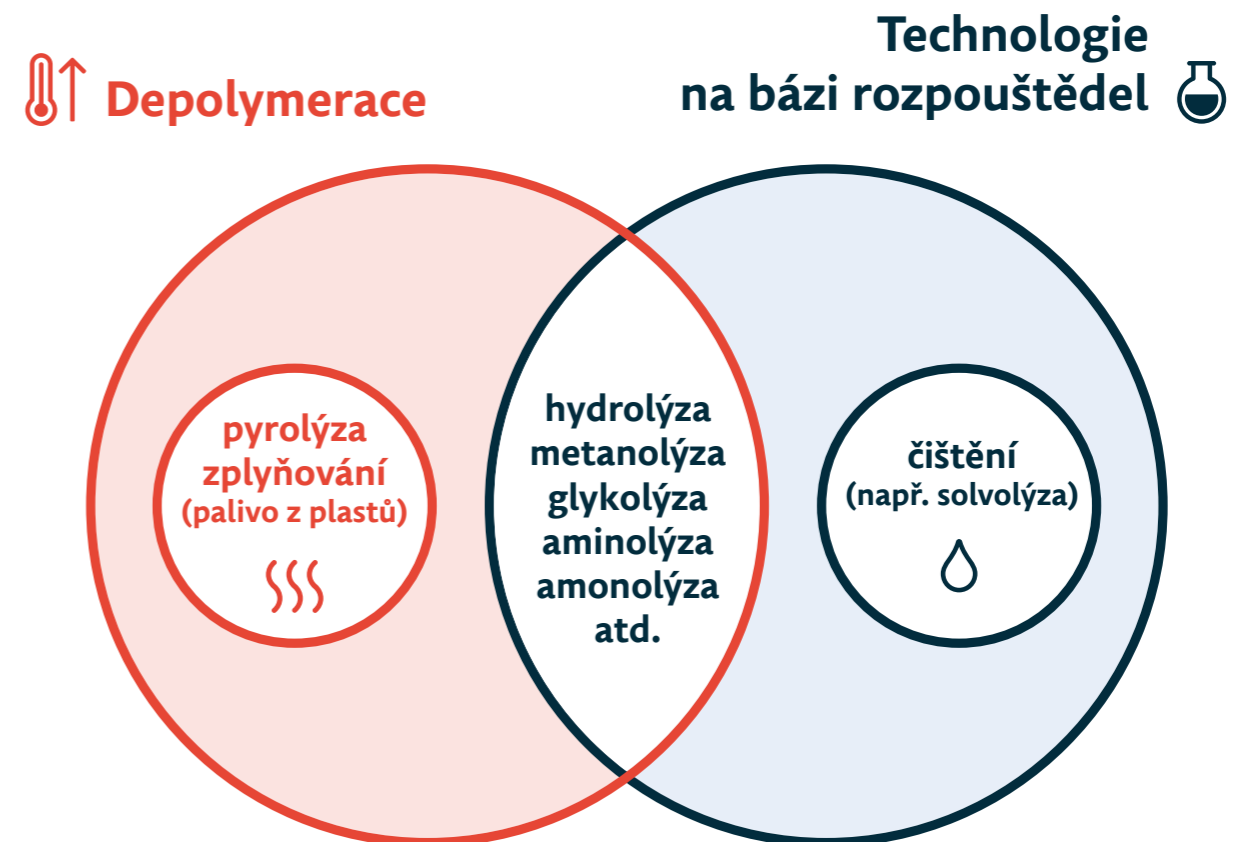 Depolymerace
Technologie
na bázi rozpouštědel
pyrolýza
zplyňování
(palivo z plastů)
hydrolýza
metanolýza
glykolýza
aminolýza
amonolýza
atd.
čištění
(např. solvolýza)